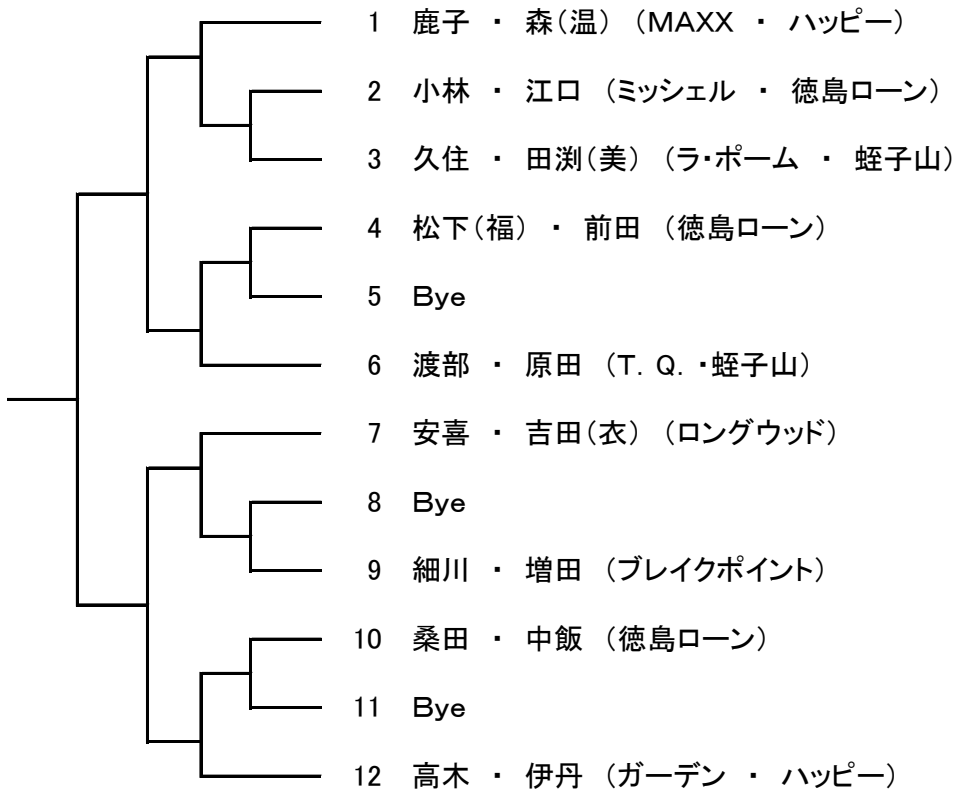 1 鹿子 ・ 森(温) (MAXX ・ ハッピー)
2 小林 ・ 江口 (ミッシェル ・ 徳島ローン)
3 久住 ・ 田渕(美) (ラ・ポーム ・ 蛭子山)
4 松下(福) ・ 前田 (徳島ローン)
5 Bye
6 渡部 ・ 原田 (T. Q. ・蛭子山)
7 安喜 ・ 吉田(衣) (ロングウッド)
8 Bye
9 細川 ・ 増田 (ブレイクポイント)
10 桑田 ・ 中飯 (徳島ローン)
11 Bye
12 高木 ・ 伊丹 (ガーデン ・ ハッピー)